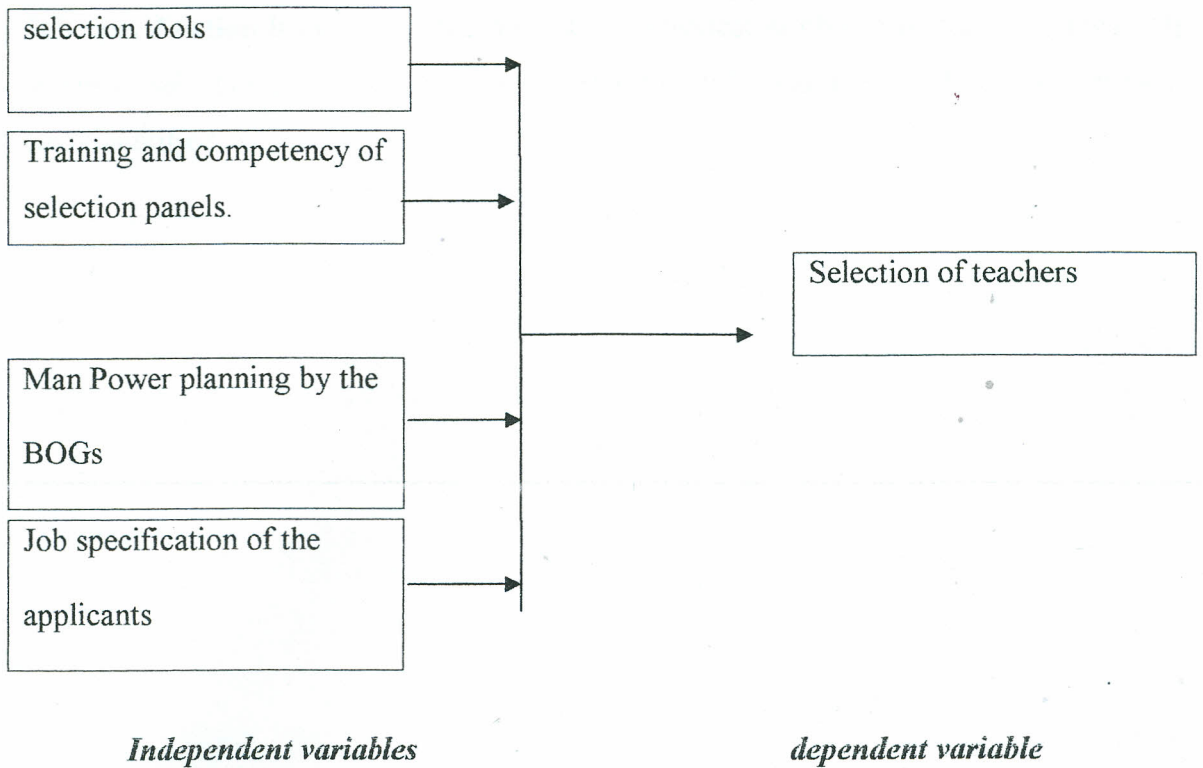 selection tools
Training and competency of
selection panels.
Selection of teachers
Man Power planning by the
BOGs
Job specification of the
applicants
Independent variables
dependent variable